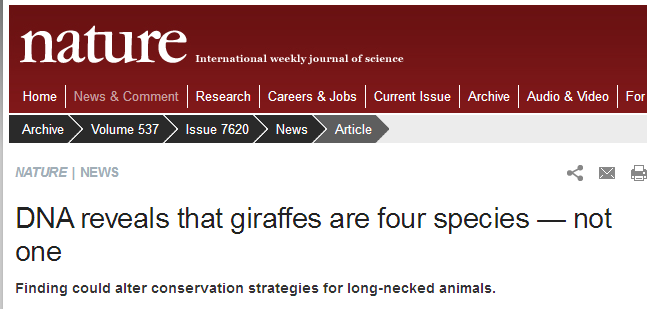 nature International weekly journal of science
Home News & Comment Research Careers & Jobs Current Issue Archive Audio & Video For
Archive Volume 537 Issue 7620 News Article
NATURE | NEWS
DNA reveals that giraffes are four species — not
one
Finding could alter conservation strategies for long-necked animals.